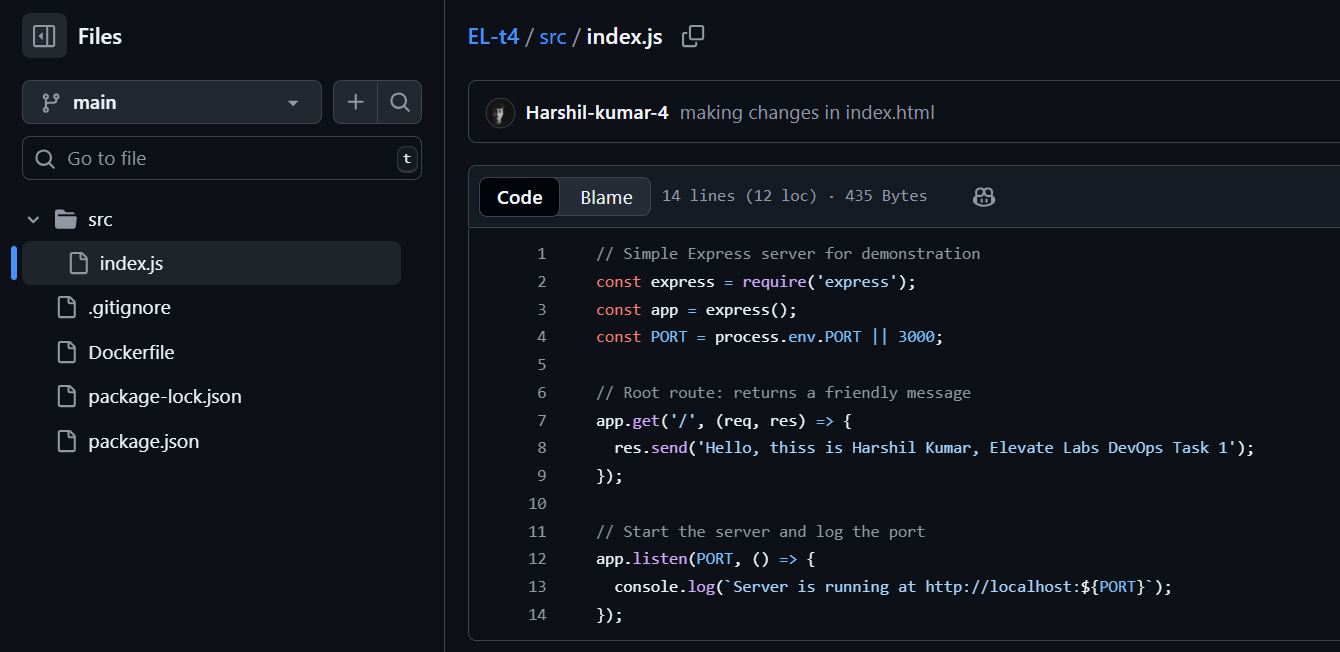 Files
main
Go to file
t
src
index.js
.gitignore
Dockerfile
package-lock.json
package.json
EL-t4 / src / index.js
Harshil-kumar-4 making changes in index.html
Code Blame 14 lines (12 loc) · 435 Bytes
1 // Simple Express server for demonstration
2 const express = require('express');
3 const app = express();
4 const PORT = process.env.PORT || 3000;
5
6 // Root route: returns a friendly message
7 app.get('/', (req, res) => {
8   res.send('Hello, thiss is Harshil Kumar, Elevate Labs DevOps Task 1');
9 });
10
11 // Start the server and log the port
12 app.listen(PORT, () => {
13   console.log(`Server is running at http://localhost:${PORT}`);
14 });